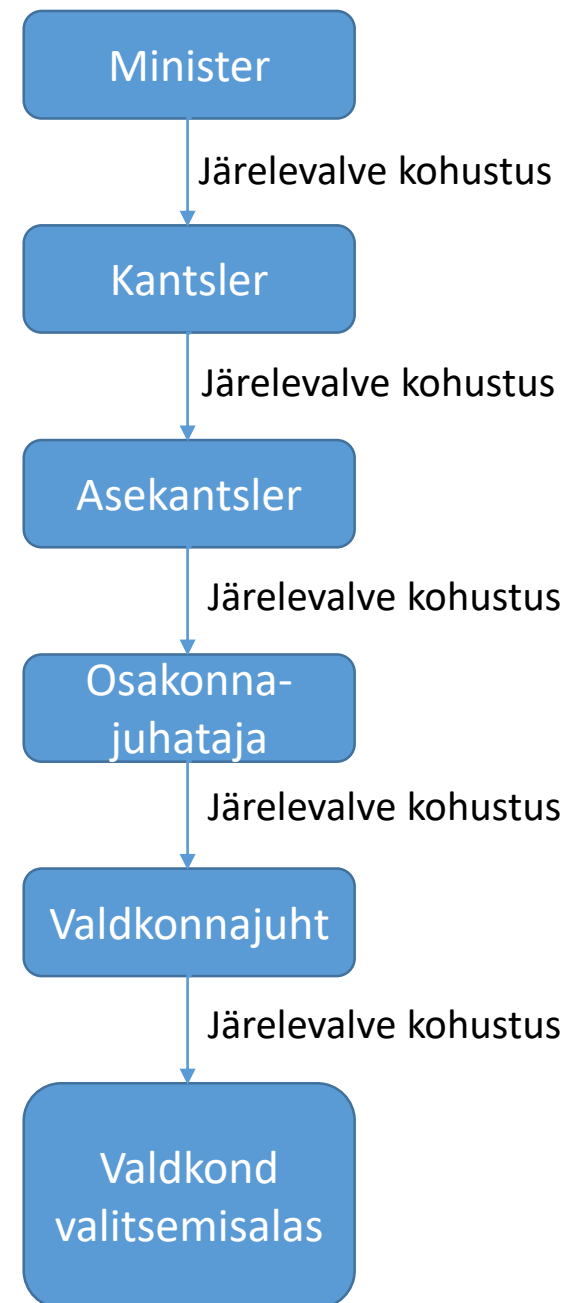 Minister
Järelevalve kohustus
Kantsler
Järelevalve kohustus
Asekantsler
Järelevalve kohustus
Osakonna-
juhataja
Järelevalve kohustus
Valdkonnajuht
Järelevalve kohustus
Valdkond
valitsemisalas